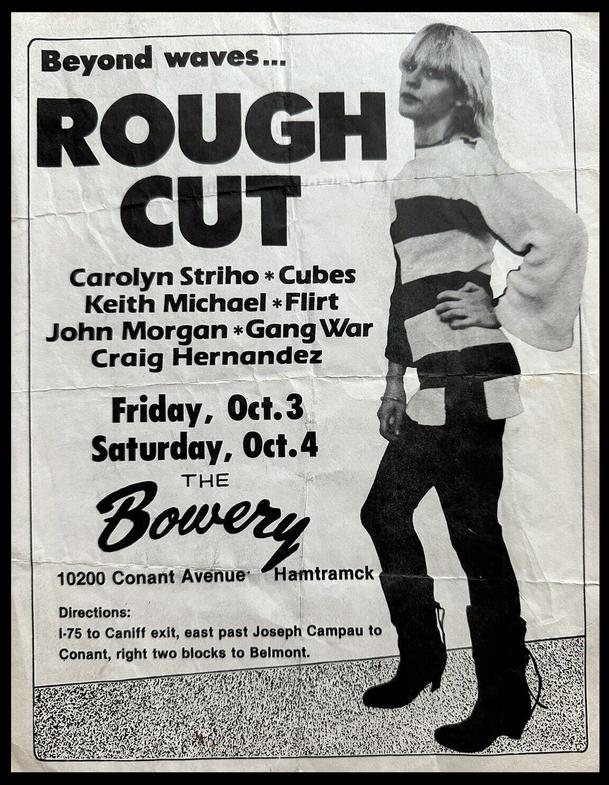 Beyond waves...
ROUGH
CUT
Carolyn Striho * Cubes
Keith Michael * Flirt
John Morgan * Gang War
Craig Hernandez
Friday, Oct. 3
Saturday, Oct. 4
THE
Bowery
10200 Conant Avenue Hamtramck
Directions:
I-75 to Caniff exit, east past Joseph Campau to
Conant, right two blocks to Belmont.